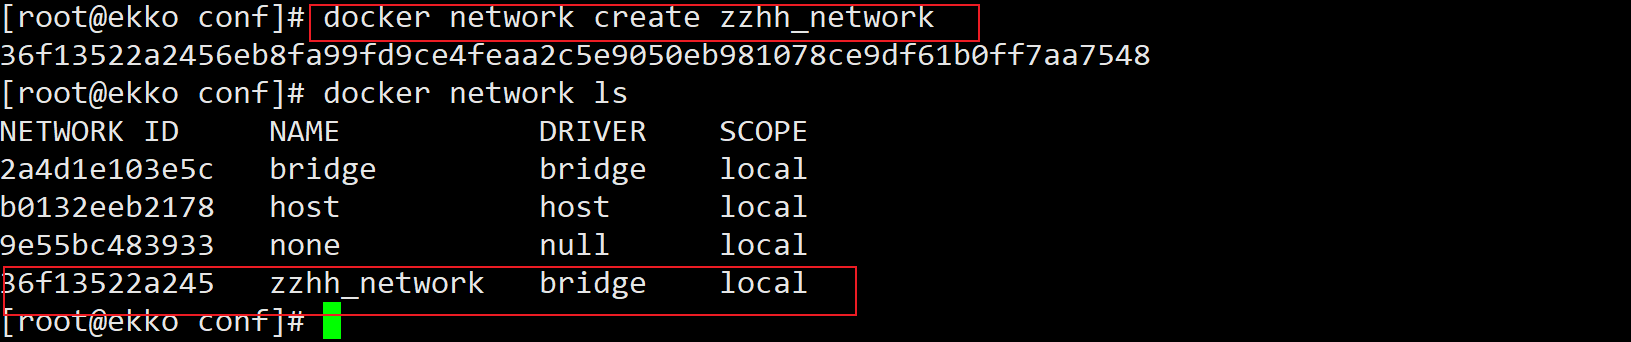 [root@ekko conf]# docker network create zzhh_network
36f13522a2456eb8fa99fd9ce4feaa2c5e9050eb981078ce9df61b0ff7aa7548
[root@ekko conf]# docker network ls
NETWORK ID     NAME           DRIVER    SCOPE
2a4d1e103e5c   bridge         bridge    local
b0132eeb2178   host           host      local
9e55bc483933   none           null      local
36f13522a245   zzhh_network   bridge    local
[root@ekko conf]#